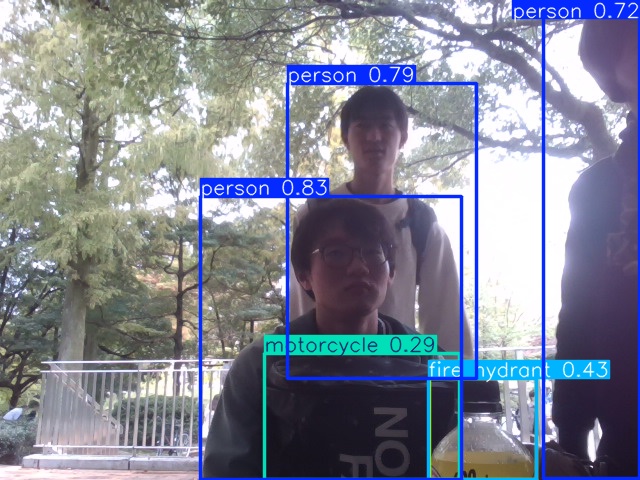 person 0.72
person 0.79
person 0.83
motorcycle 0.29
fire hydrant 0.43
NO